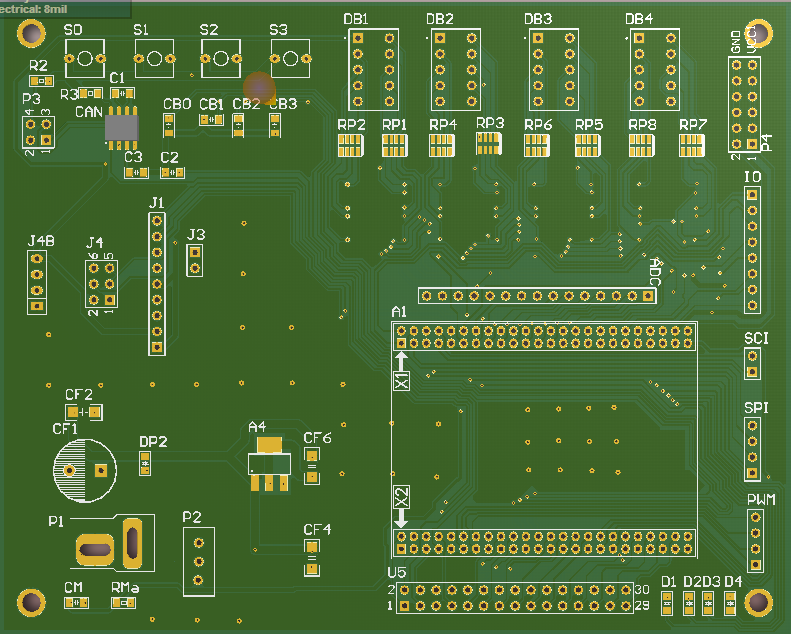 ectrical: 8mil
S0 S1 S2 S3 DB1 DB2 DB3 DB4
GND
R2 R3 C1 CB0 CB1 CB2 CB3
P3 4 3 2 1
CAN
RP2 RP1 RP4 RP3 RP6 RP5 RP8 RP7
P4 2 1
C3 C2
IO
J1
J4B J4 J3
6 5
2 1
ADC
A1
X1
SCI
CF2
CF1 DP2 A4 CF6
SPI
X2
P1 P2 CF4
PWM
CM RMa
U5
2 30
1 29
D1 D2 D3 D4